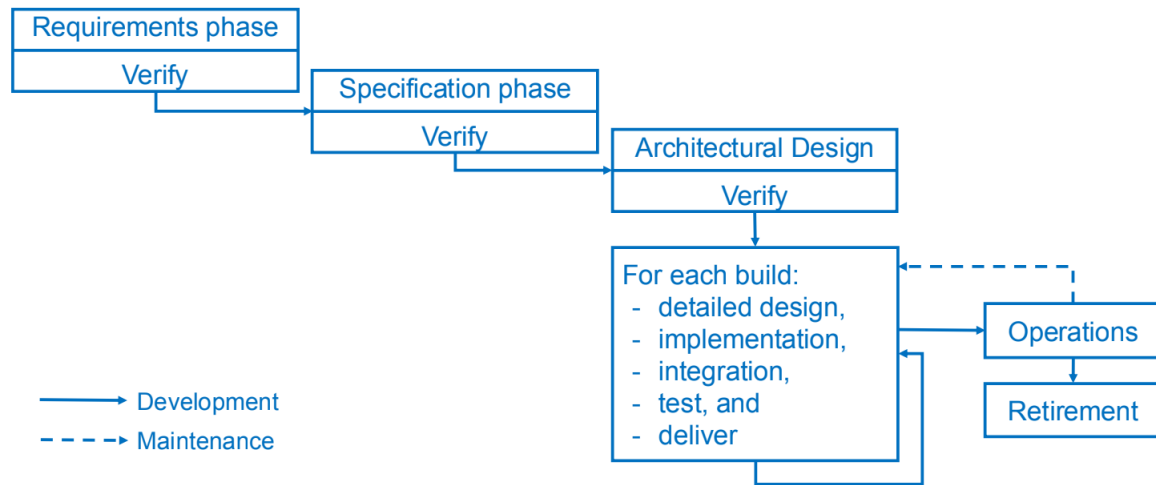 Requirements phase
Verify
Specification phase
Verify
Architectural Design
Verify
For each build:
- detailed design,
- implementation,
- integration,
- test, and
- deliver
Operations
Retirement
Development
Maintenance